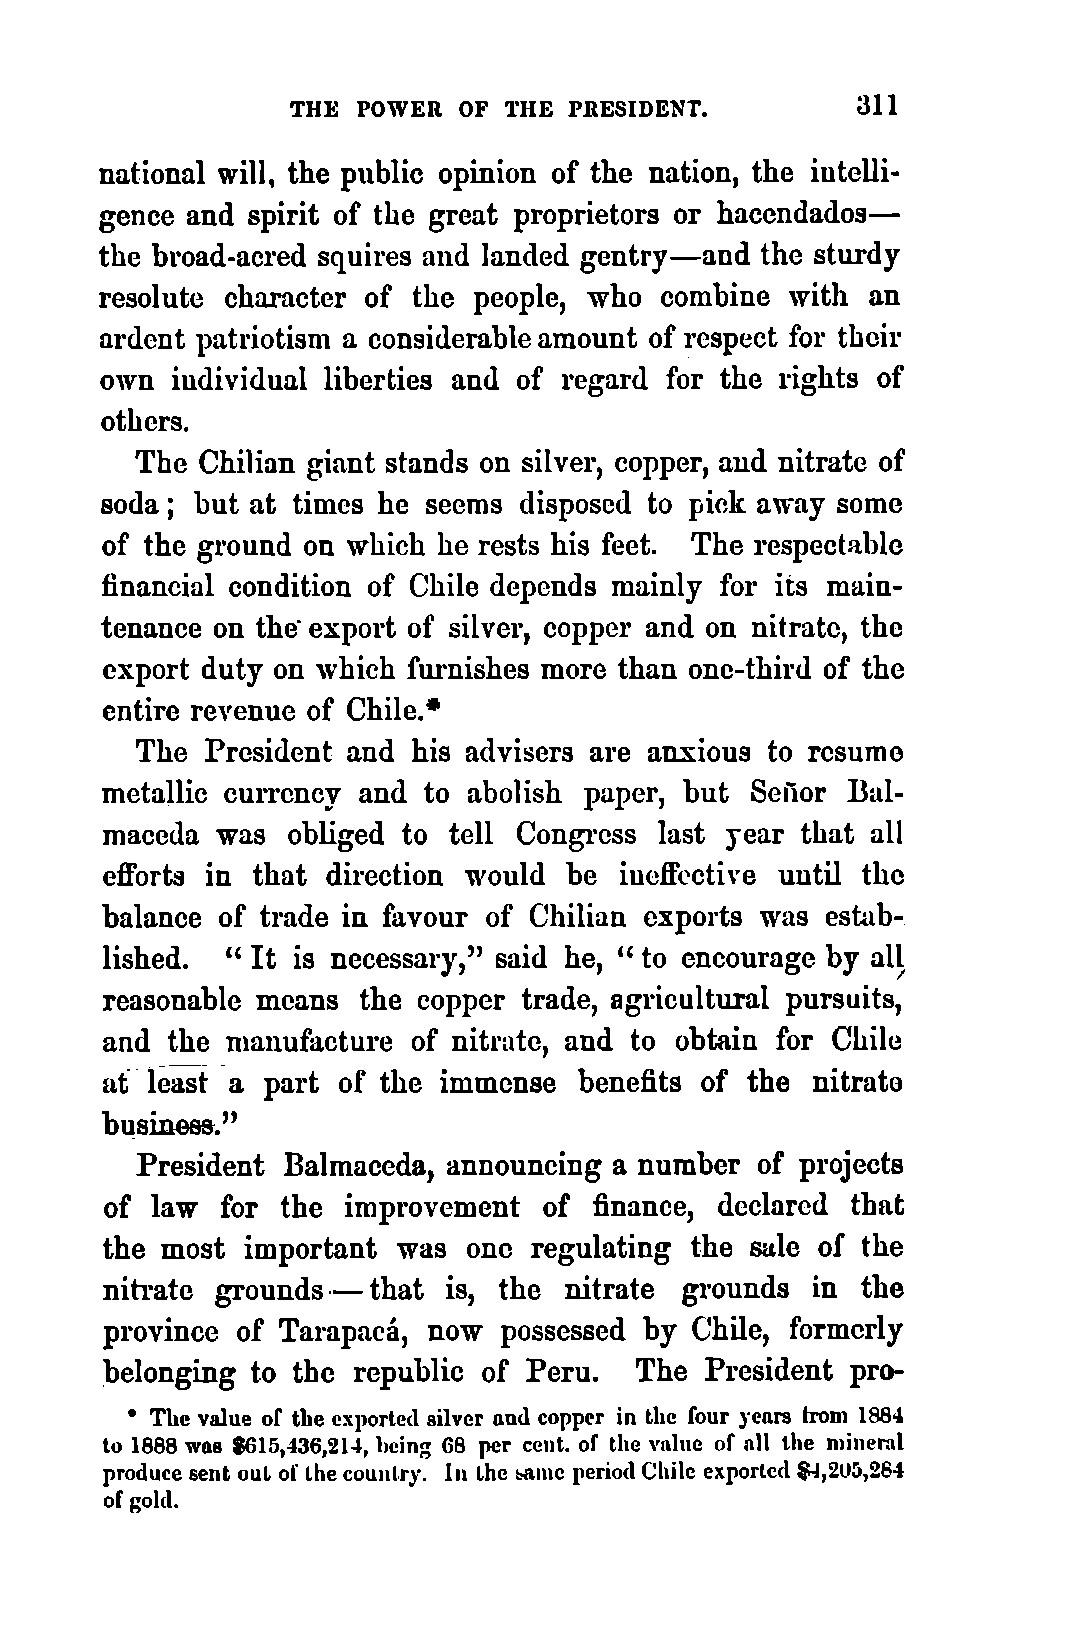 THE POWER OF THE PRESIDENT. 311
national will, the public opinion of the nation, the intelli-
gence and spirit of the great proprietors or hacendados—
the broad-acred squires and landed gentry—and the sturdy
resolute character of the people, who combine with an
ardent patriotism a considerable amount of respect for their
own individual liberties and of regard for the rights of
others.
The Chilian giant stands on silver, copper, and nitrate of
soda; but at times he seems disposed to pick away some
of the ground on which he rests his feet. The respectable
financial condition of Chile depends mainly for its main-
tenance on the export of silver, copper and on nitrate, the
export duty on which furnishes more than one-third of the
entire revenue of Chile.*
The President and his advisers are anxious to resume
metallic currency and to abolish paper, but Señor Bal-
maceda was obliged to tell Congress last year that all
efforts in that direction would be ineffective until the
balance of trade in favour of Chilian exports was estab-
lished. “It is necessary,” said he, “to encourage by all
reasonable means the copper trade, agricultural pursuits,
and the manufacture of nitrate, and to obtain for Chile
at least a part of the immense benefits of the nitrate
business.”
President Balmaceda, announcing a number of projects
of law for the improvement of finance, declared that
the most important was one regulating the sale of the
nitrate grounds—that is, the nitrate grounds in the
province of Tarapacá, now possessed by Chile, formerly
belonging to the republic of Peru. The President pro-
* The value of the exported silver and copper in the four years from 1884
to 1888 was $615,436,214, being 68 per cent. of the value of all the mineral
produce sent out of the country. In the same period Chile exported $4,205,284
of gold.